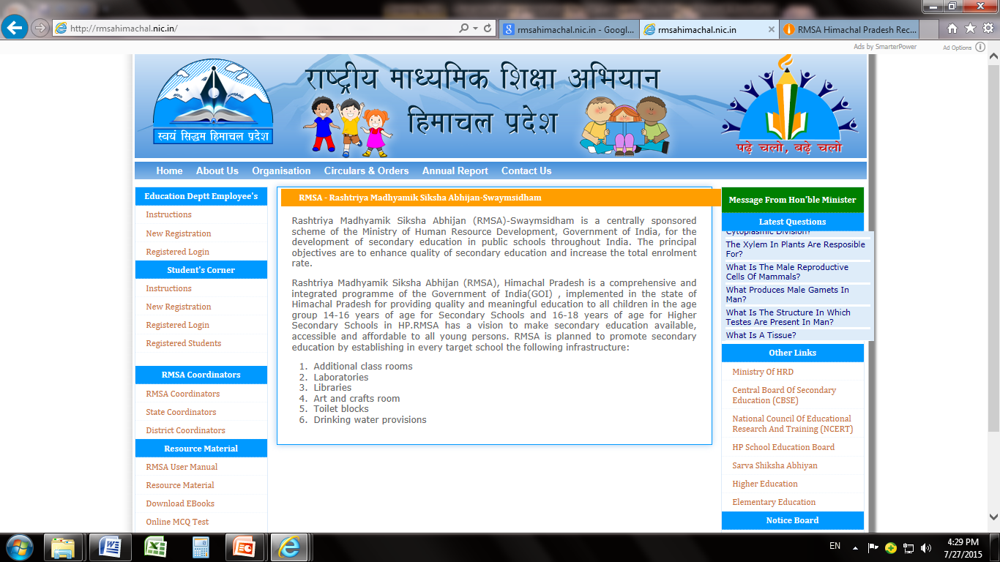 http://rmsahimachal.nic.in/
rmsahimachal.nic.in - Googl...
rmsahimachal.nic.in
RMSA Himachal Pradesh Rec...
Ads by SmarterPower
Ad Options
राष्ट्रीय माध्यमिक शिक्षा अभियान
हिमाचल प्रदेश
स्वयं सिद्धम हिमाचल प्रदेश
पढ़े चलो, बढ़े चलो
Home About Us Organisation Circulars & Orders Annual Report Contact Us
Education Deptt Employee's
Instructions
New Registration
Registered Login
Student's Corner
Instructions
New Registration
Registered Login
Registered Students
RMSA Coordinators
RMSA Coordinators
State Coordinators
District Coordinators
Resource Material
RMSA User Manual
Resource Material
Download EBooks
Online MCQ Test
RMSA - Rashtriya Madhyamik Siksha Abhijan-Swaymsidham
Rashtriya Madhyamik Siksha Abhijan (RMSA)-Swaymsidham is a centrally sponsored
scheme of the Ministry of Human Resource Development, Government of India, for the
development of secondary education in public schools throughout India. The principal
objectives are to enhance quality of secondary education and increase the total enrolment
rate.
Rashtriya Madhyamik Siksha Abhijan (RMSA), Himachal Pradesh is a comprehensive and
integrated programme of the Government of India(GOI) , implemented in the state of
Himachal Pradesh for providing quality and meaningful education to all children in the age
group 14-16 years of age for Secondary Schools and 16-18 years of age for Higher
Secondary Schools in HP.RMSA has a vision to make secondary education available,
accessible and affordable to all young persons. RMSA is planned to promote secondary
education by establishing in every target school the following infrastructure:
1. Additional class rooms
2. Laboratories
3. Libraries
4. Art and crafts room
5. Toilet blocks
6. Drinking water provisions
Message From Hon'ble Minister
Latest Questions
Cytoplasmic Division?
The Xylem In Plants Are Resposible
For?
What Is The Male Reproductive
Cells Of Mammals?
What Produces Male Gamets In
Man?
What Is The Structure In Which
Testes Are Present In Man?
What Is A Tissue?
Other Links
Ministry Of HRD
Central Board Of Secondary
Education (CBSE)
National Council Of Educational
Research And Training (NCERT)
HP School Education Board
Sarva Shiksha Abhiyan
Higher Education
Elementary Education
Notice Board
EN
4:29 PM
7/27/2015